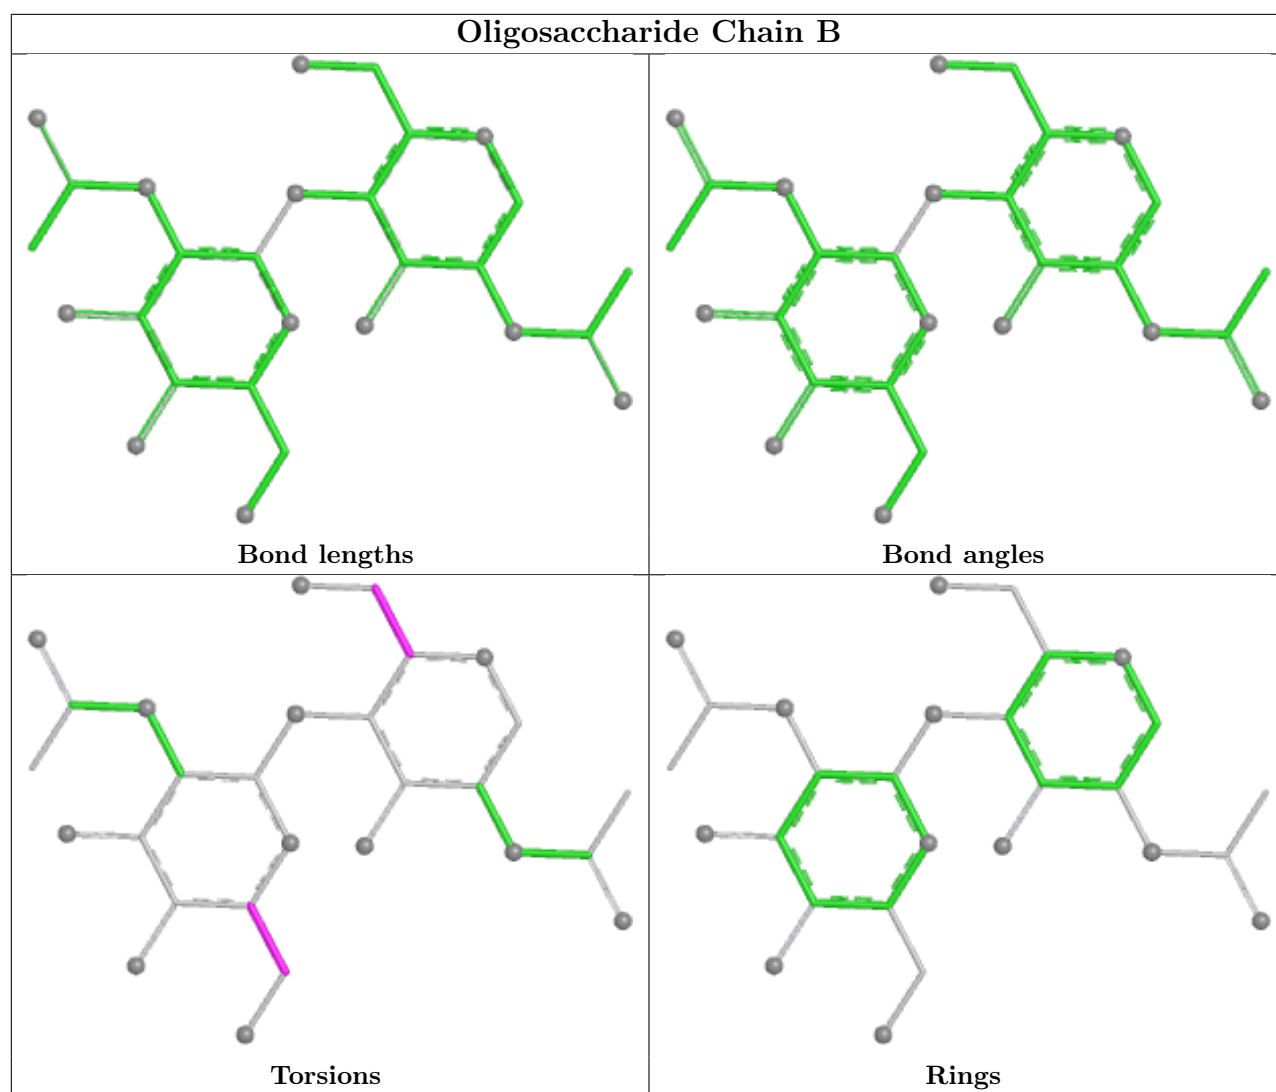 Oligosaccharide Chain B
Bond lengths
Bond angles
Torsions
Rings